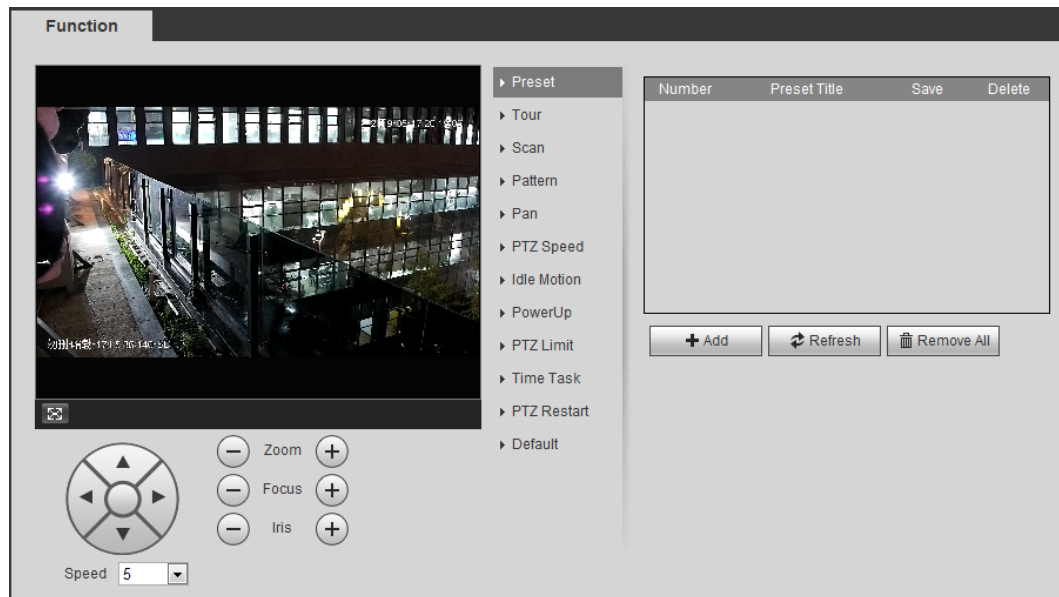 Function
Preset
Tour
Scan
Pattern
Pan
PTZ Speed
Idle Motion
PowerUp
PTZ Limit
Time Task
PTZ Restart
Default
Number Preset Title Save Delete
Add Refresh Remove All
Zoom
Focus
Iris
Speed 5